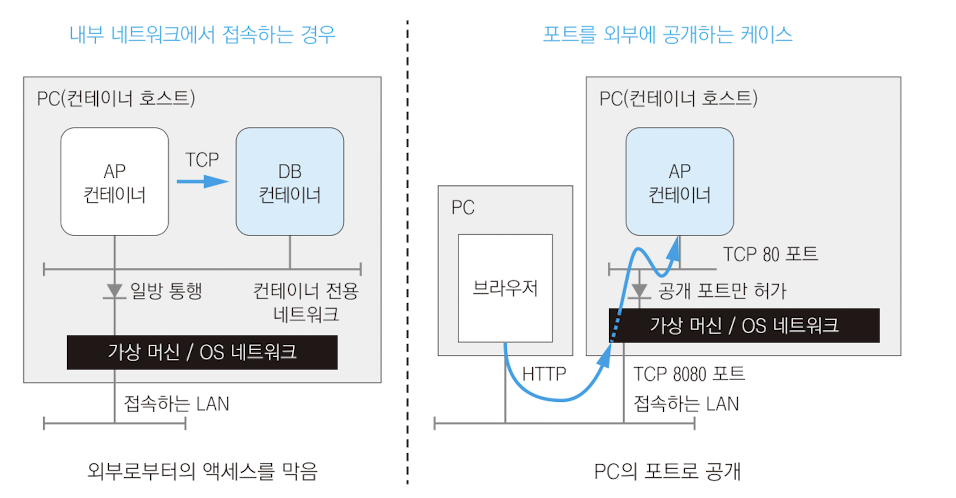 내부 네트워크에서 접속하는 경우
PC(컨테이너 호스트)
AP
컨테이너
TCP
DB
컨테이너
일방 통행
컨테이너 전용
네트워크
가상 머신 / OS 네트워크
접속하는 LAN
외부로부터의 액세스를 막음
포트를 외부에 공개하는 케이스
PC(컨테이너 호스트)
AP
컨테이너
PC
브라우저
TCP 80 포트
공개 포트만 허가
가상 머신 / OS 네트워크
HTTP
TCP 8080 포트
접속하는 LAN
PC의 포트로 공개